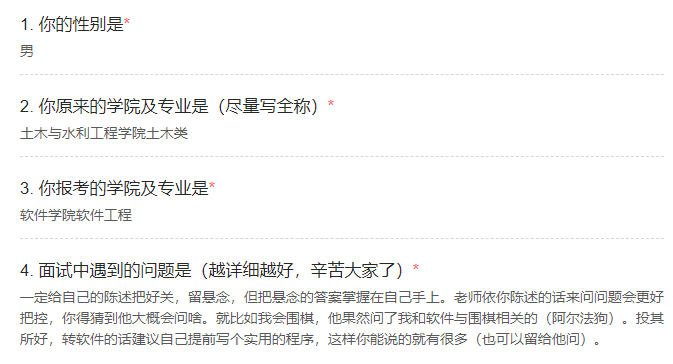 1. 你的性别是*
男
2. 你原来的学院及专业是（尽量写全称）*
土木与水利工程学院土木类
3. 你报考的学院及专业是*
软件学院软件工程
4. 面试中遇到的问题是（越详细越好，辛苦大家了）*
一定给自己的陈述把好关，留悬念，但把悬念的答案掌握在自己手上。老师依你陈述的话来问问题会更好
把控，你得猜到他大概会问啥。就比如我会围棋，他果然问了我和软件与围棋相关的（阿尔法狗）。投其
所好，转软件的话建议自己提前写个实用的程序，这样你能说的就有很多（也可以留给他问）。